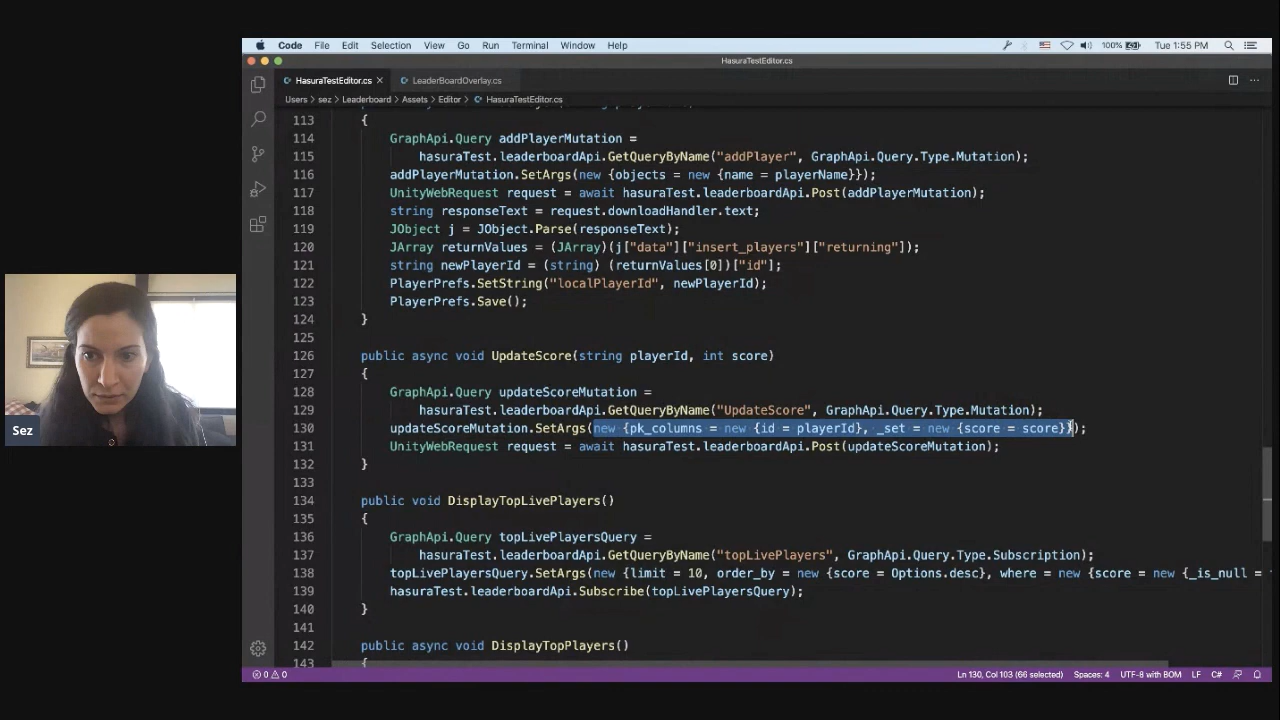 Code File Edit Selection View Go Run Terminal Window Help 100% Tue 1:55 PM
HasuraTestEditor.cs
HasuraTestEditor.cs LeaderBoardOverlay.cs
Users > sez > Leaderboard > Assets > Editor > HasuraTestEditor.cs
113 {
114 GraphApi.Query addPlayerMutation =
115 hasuraTest.leaderboardApi.GetQueryByName("addPlayer", GraphApi.Query.Type.Mutation);
116 addPlayerMutation.SetArgs(new {objects = new {name = playerName}});
117 UnityWebRequest request = await hasuraTest.leaderboardApi.Post(addPlayerMutation);
118 string responseText = request.downloadHandler.text;
119 JObject j = JObject.Parse(responseText);
120 JArray returnValues = (JArray)(j["data"]["insert_players"]["returning"]);
121 string newPlayerId = (string) (returnValues[0])["id"];
122 PlayerPrefs.SetString("localPlayerId", newPlayerId);
123 PlayerPrefs.Save();
124 }
125
126 public async void UpdateScore(string playerId, int score)
127 {
128 GraphApi.Query updateScoreMutation =
129 hasuraTest.leaderboardApi.GetQueryByName("UpdateScore", GraphApi.Query.Type.Mutation);
130 updateScoreMutation.SetArgs(new {pk_columns = new {id = playerId}, _set = new {score = score}});
131 UnityWebRequest request = await hasuraTest.leaderboardApi.Post(updateScoreMutation);
132 }
133
134 public void DisplayTopLivePlayers()
135 {
136 GraphApi.Query topLivePlayersQuery =
137 hasuraTest.leaderboardApi.GetQueryByName("topLivePlayers", GraphApi.Query.Type.Subscription);
138 topLivePlayersQuery.SetArgs(new {limit = 10, order_by = new {score = Options.desc}, where = new {score = new {_is_null =
139 hasuraTest.leaderboardApi.Subscribe(topLivePlayersQuery);
140 }
141
142 public async void DisplayTopPlayers()
143 {
Sez
0 0 Ln 130, Col 103 (66 selected) Spaces: 4 UTF-8 with BOM LF C#